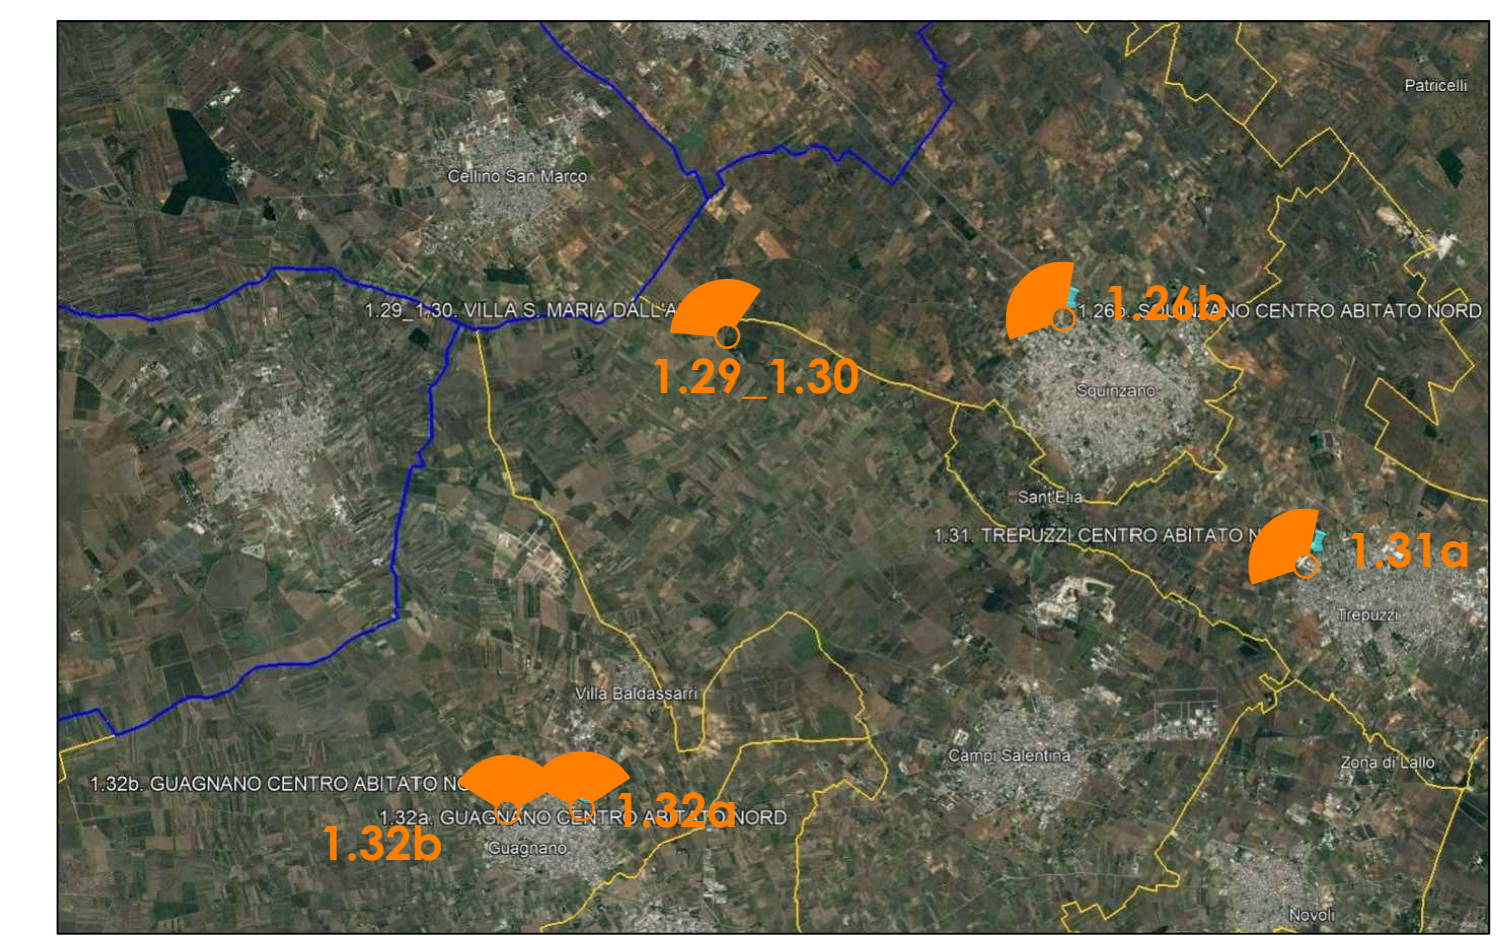 Patricelli
Cellino San Marco
1.29_1.30. VILLA S. MARIA DALL'A
1.26b
1.26b. SQUINZANO CENTRO ABITATO NORD
1.29_1.30
Squinzano
Sant'Elia
1.31. TREPUZZI CENTRO ABITATO N
1.31a
Trepuzzi
Villa Baldassarri
Campi Salentina
Zona di Lallo
1.32b. GUAGNANO CENTRO ABITATO NO
1.32a
1.32a. GUAGNANO CENTRO ABITATO NORD
1.32b
Guagnano
Novoli